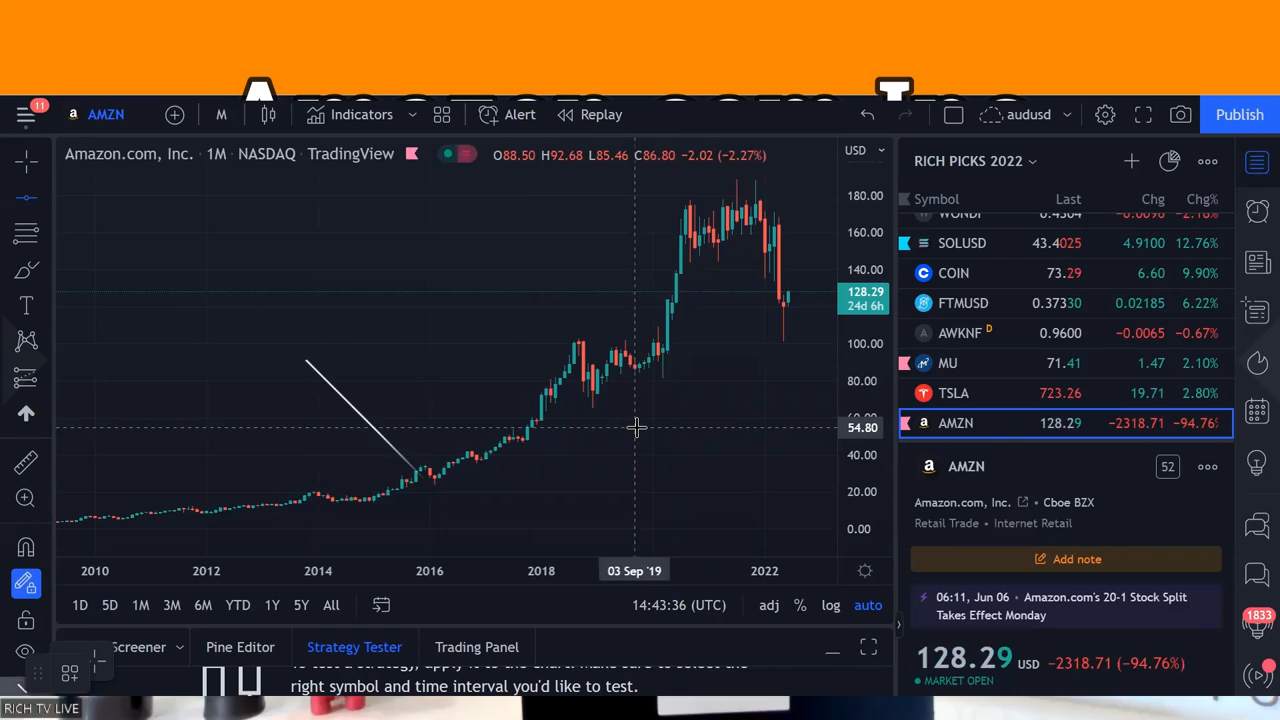 11
AMZN
M
Indicators
Alert
Replay
audusd
Publish
Amazon.com, Inc. · 1M · NASDAQ · TradingView
O88.50 H92.68 L85.46 C86.80 −2.02 (−2.27%)
USD
180.00
160.00
140.00
128.29
24d 6h
100.00
80.00
54.80
40.00
20.00
0.00
2010
2012
2014
2016
2018
03 Sep '19
2022
1D 5D 1M 3M 6M YTD 1Y 5Y All
14:43:36 (UTC)
adj % log auto
Screener
Pine Editor
Strategy Tester
Trading Panel
right symbol and time interval you'd like to test.
RICH TV LIVE
RICH PICKS 2022
Symbol Last Chg Chg%
SOLUSD 43.4025 4.9100 12.76%
COIN 73.29 6.60 9.90%
FTMUSD 0.37330 0.02185 6.22%
AWKNF D 0.9600 −0.0065 −0.67%
MU 71.41 1.47 2.10%
TSLA 723.26 19.71 2.80%
AMZN 128.29 −2318.71 −94.76%
AMZN
52
Amazon.com, Inc. · Cboe BZX
Retail Trade · Internet Retail
Add note
06:11, Jun 06 · Amazon.com's 20-1 Stock Split
Takes Effect Monday
128.29 USD −2318.71 (−94.76%)
MARKET OPEN
1833